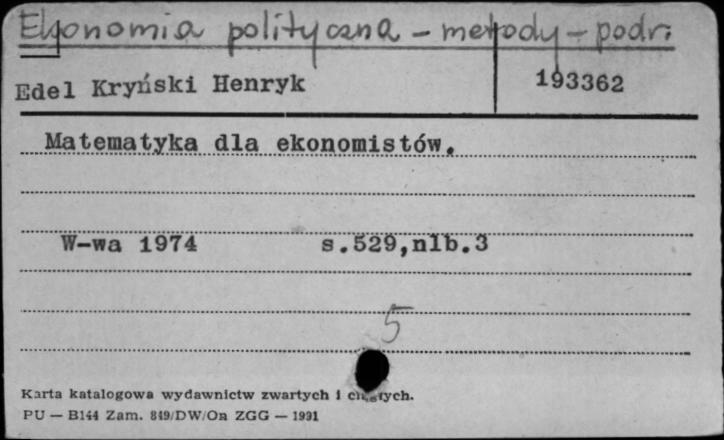 Ekonomia polityczna - metody - podr.
Edel Kryński Henryk 193362
Matematyka dla ekonomistów.
W-wa 1974 s.529,nlb.3
5
Karta katalogowa wydawnictw zwartych i
PU — B144 Zam. 849/DW/On ZGG — 1991